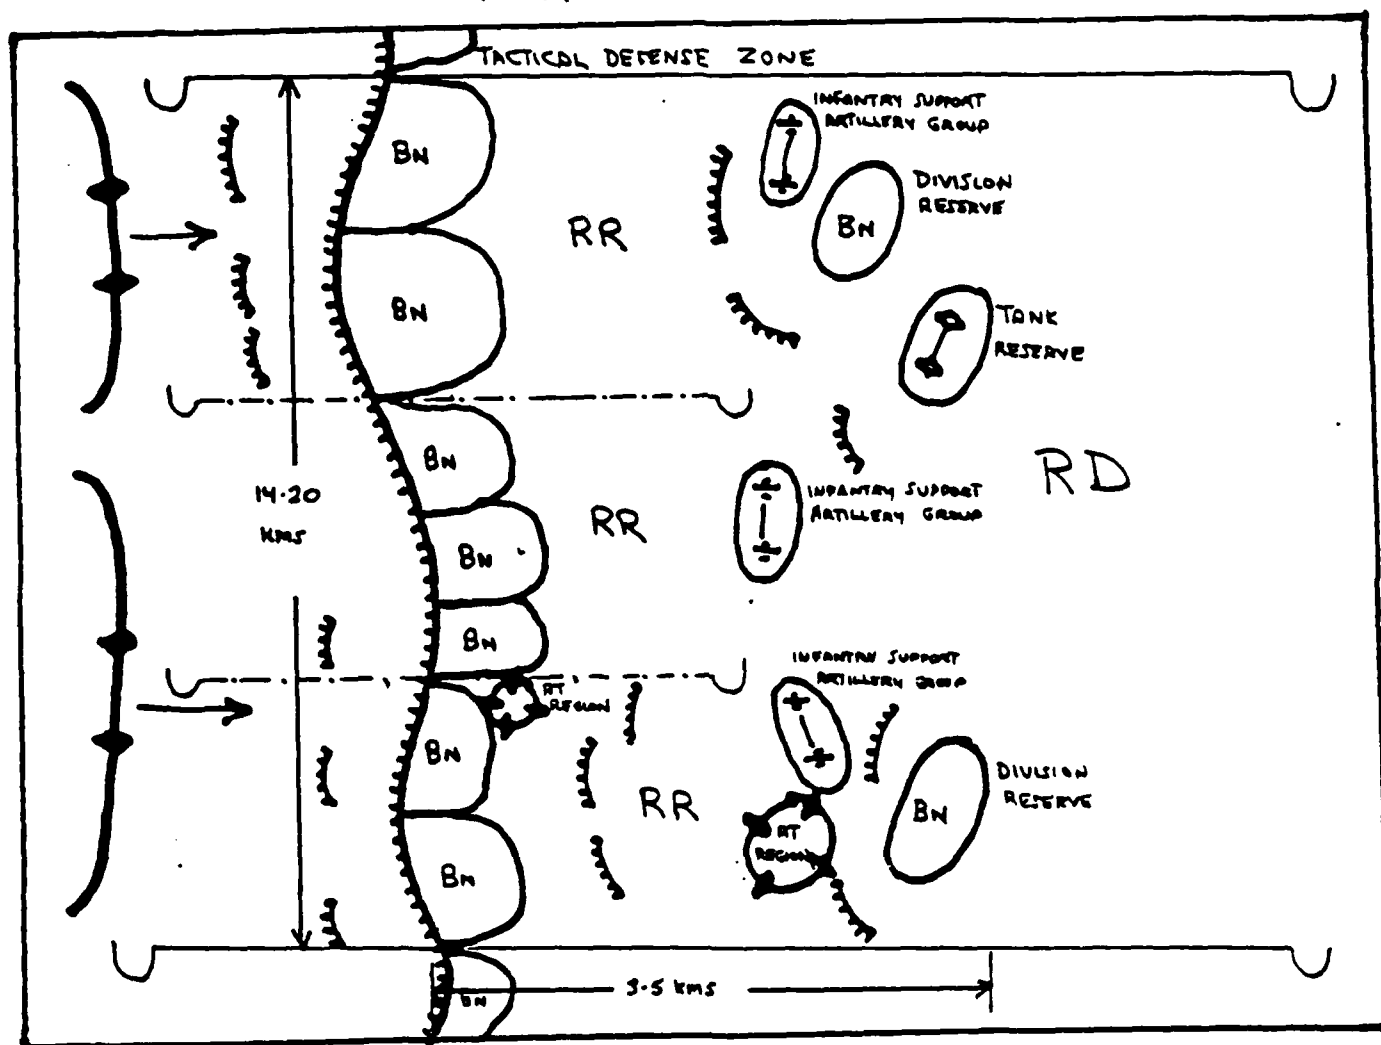 TACTICAL DEFENSE ZONE
INFANTRY SUPPORT
ARTILLERY GROUP
BN
DIVISION
RESERVE
BN
RR
BN
TANK
RESERVE
BN
RD
14-20
KMS
INFANTRY SUPPORT
ARTILLERY GROUP
RR
BN
BN
BN
INFANTRY SUPPORT
ARTILLERY GROUP
AT
REGION
BN
DIVISION
RESERVE
RR
BN
AT
REGION
BN
3-5 KMS
BN